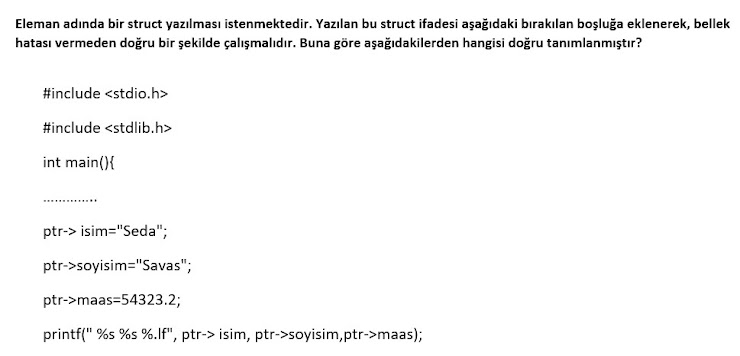 Eleman adında bir struct yazılması istenmektedir. Yazılan bu struct ifadesi aşağıdaki bırakılan boşluğa eklenerek, bellek
hatası vermeden doğru bir şekilde çalışmalıdır. Buna göre aşağıdakilerden hangisi doğru tanımlanmıştır?
#include <stdio.h>
#include <stdlib.h>
int main(){
..............
ptr-> isim="Seda";
ptr->soyisim="Savas";
ptr->maas=54323.2;
printf(" %s %s %.lf", ptr-> isim, ptr->soyisim,ptr->maas);